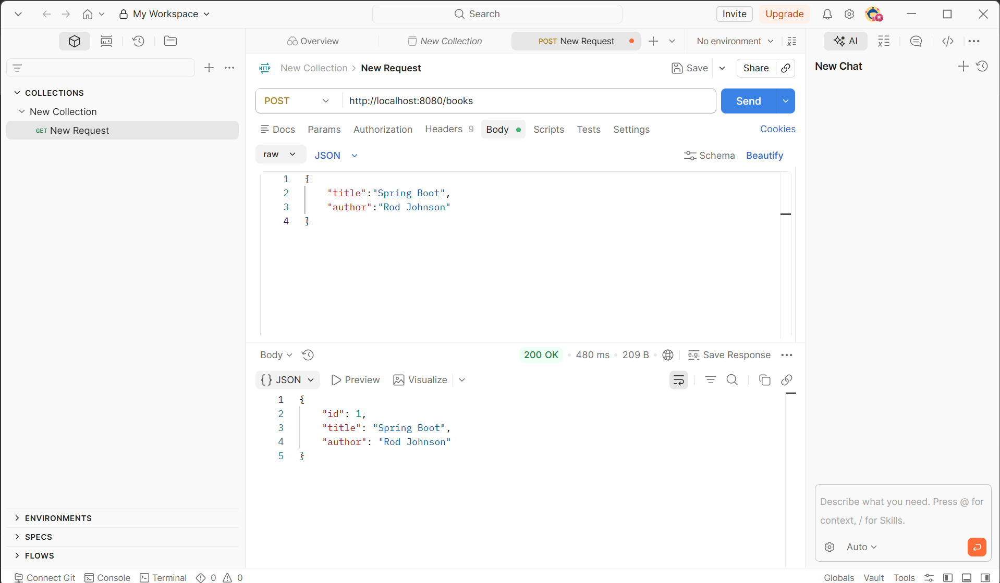 My Workspace
Search
Invite
Upgrade
R
Overview
New Collection
POST New Request
No environment
AI
New Collection > New Request
Save
Share
New Chat
COLLECTIONS
New Collection
GET New Request
HTTP
POST
http://localhost:8080/books
Send
Docs
Params
Authorization
Headers 9
Body
Scripts
Tests
Settings
Cookies
raw
JSON
Schema
Beautify
1 {
2 "title":"Spring Boot",
3 "author":"Rod Johnson"
4 }
Body
200 OK
480 ms
209 B
e.g. Save Response
{} JSON
Preview
Visualize
1 {
2 "id": 1,
3 "title": "Spring Boot",
4 "author": "Rod Johnson"
5 }
ENVIRONMENTS
SPECS
FLOWS
Describe what you need. Press @ for
context, / for Skills.
Auto
Connect Git
Console
Terminal
0
0
Globals
Vault
Tools